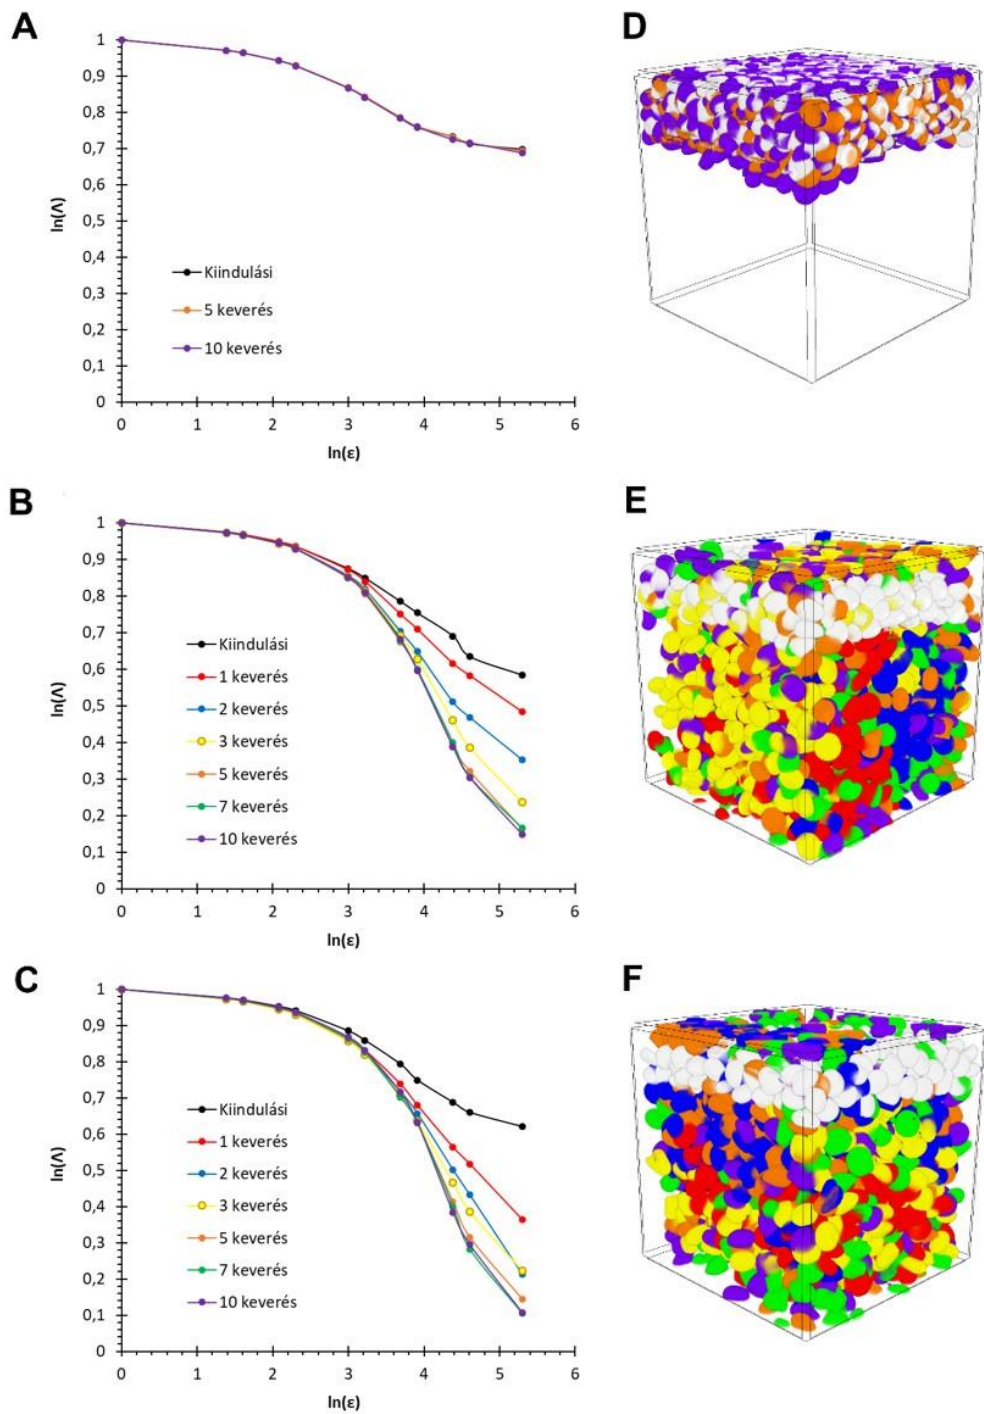 A
1
0,9
0,8
0,7
0,6
0,5
0,4
0,3
0,2
0,1
0
ln(Λ)
Kiindulási
5 keverés
10 keverés
0 1 2 3 4 5 6
ln(ε)
D
B
1
0,9
0,8
0,7
0,6
0,5
0,4
0,3
0,2
0,1
0
ln(Λ)
Kiindulási
1 keverés
2 keverés
3 keverés
5 keverés
7 keverés
10 keverés
0 1 2 3 4 5 6
ln(ε)
E
C
1
0,9
0,8
0,7
0,6
0,5
0,4
0,3
0,2
0,1
0
ln(Λ)
Kiindulási
1 keverés
2 keverés
3 keverés
5 keverés
7 keverés
10 keverés
0 1 2 3 4 5 6
ln(ε)
F